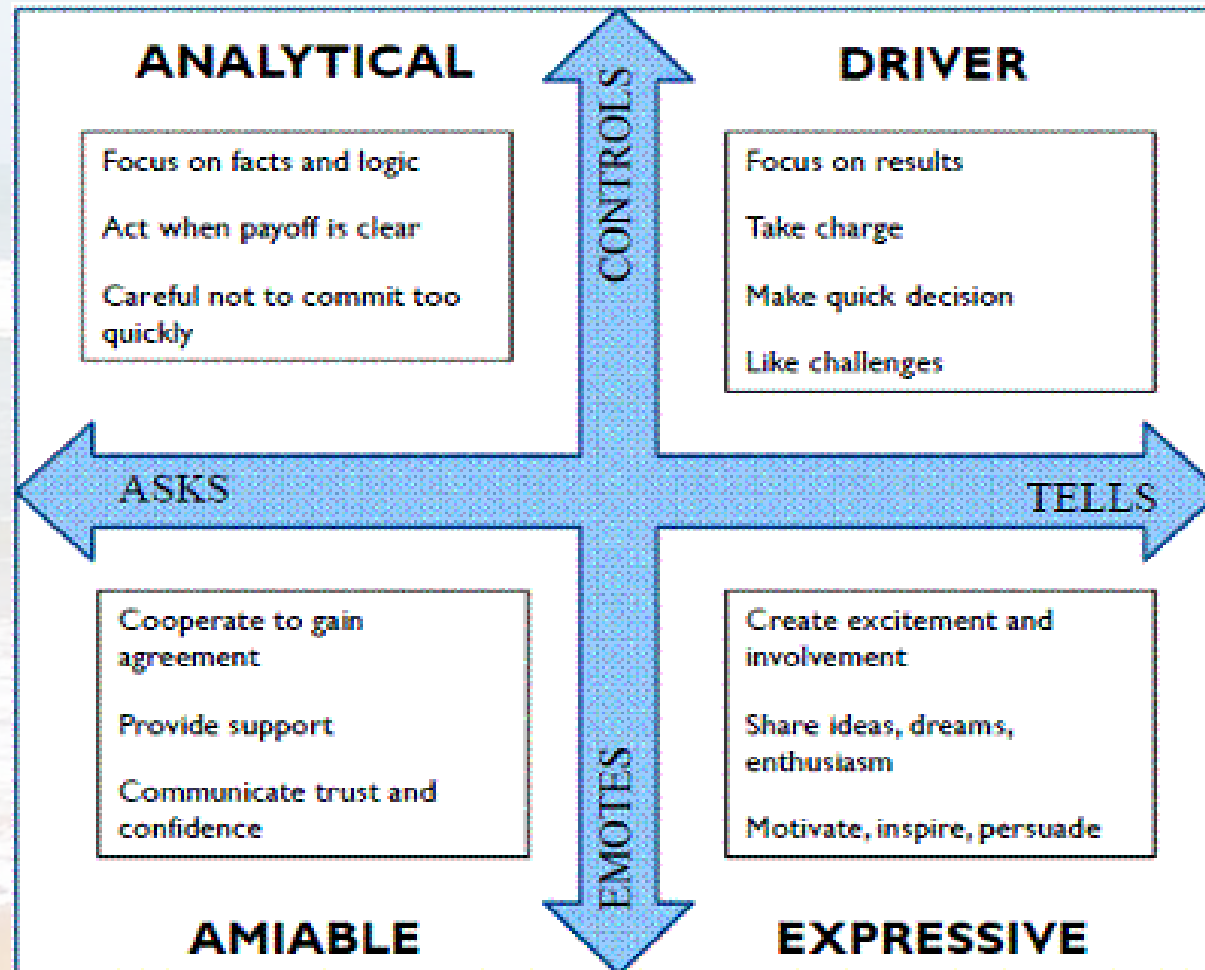 ANALYTICAL
Focus on facts and logic
Act when payoff is clear
Careful not to commit too
quickly
CONTROLS
DRIVER
Focus on results
Take charge
Make quick decision
Like challenges
ASKS
TELLS
Cooperate to gain
agreement
Provide support
Communicate trust and
confidence
AMIABLE
EMOTES
Create excitement and
involvement
Share ideas, dreams,
enthusiasm
Motivate, inspire, persuade
EXPRESSIVE